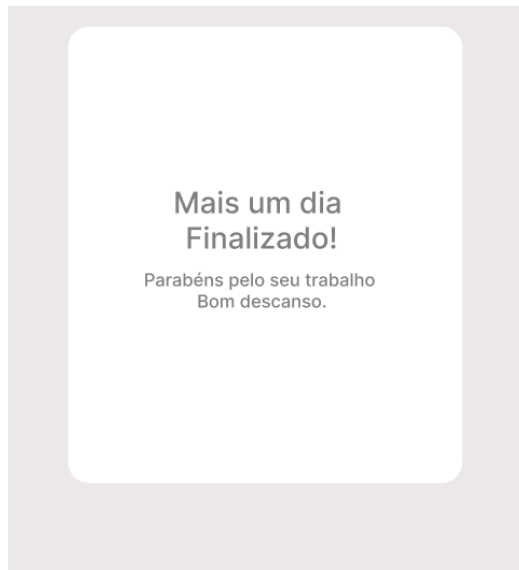 Mais um dia
Finalizado!
Parabéns pelo seu trabalho
Bom descanso.